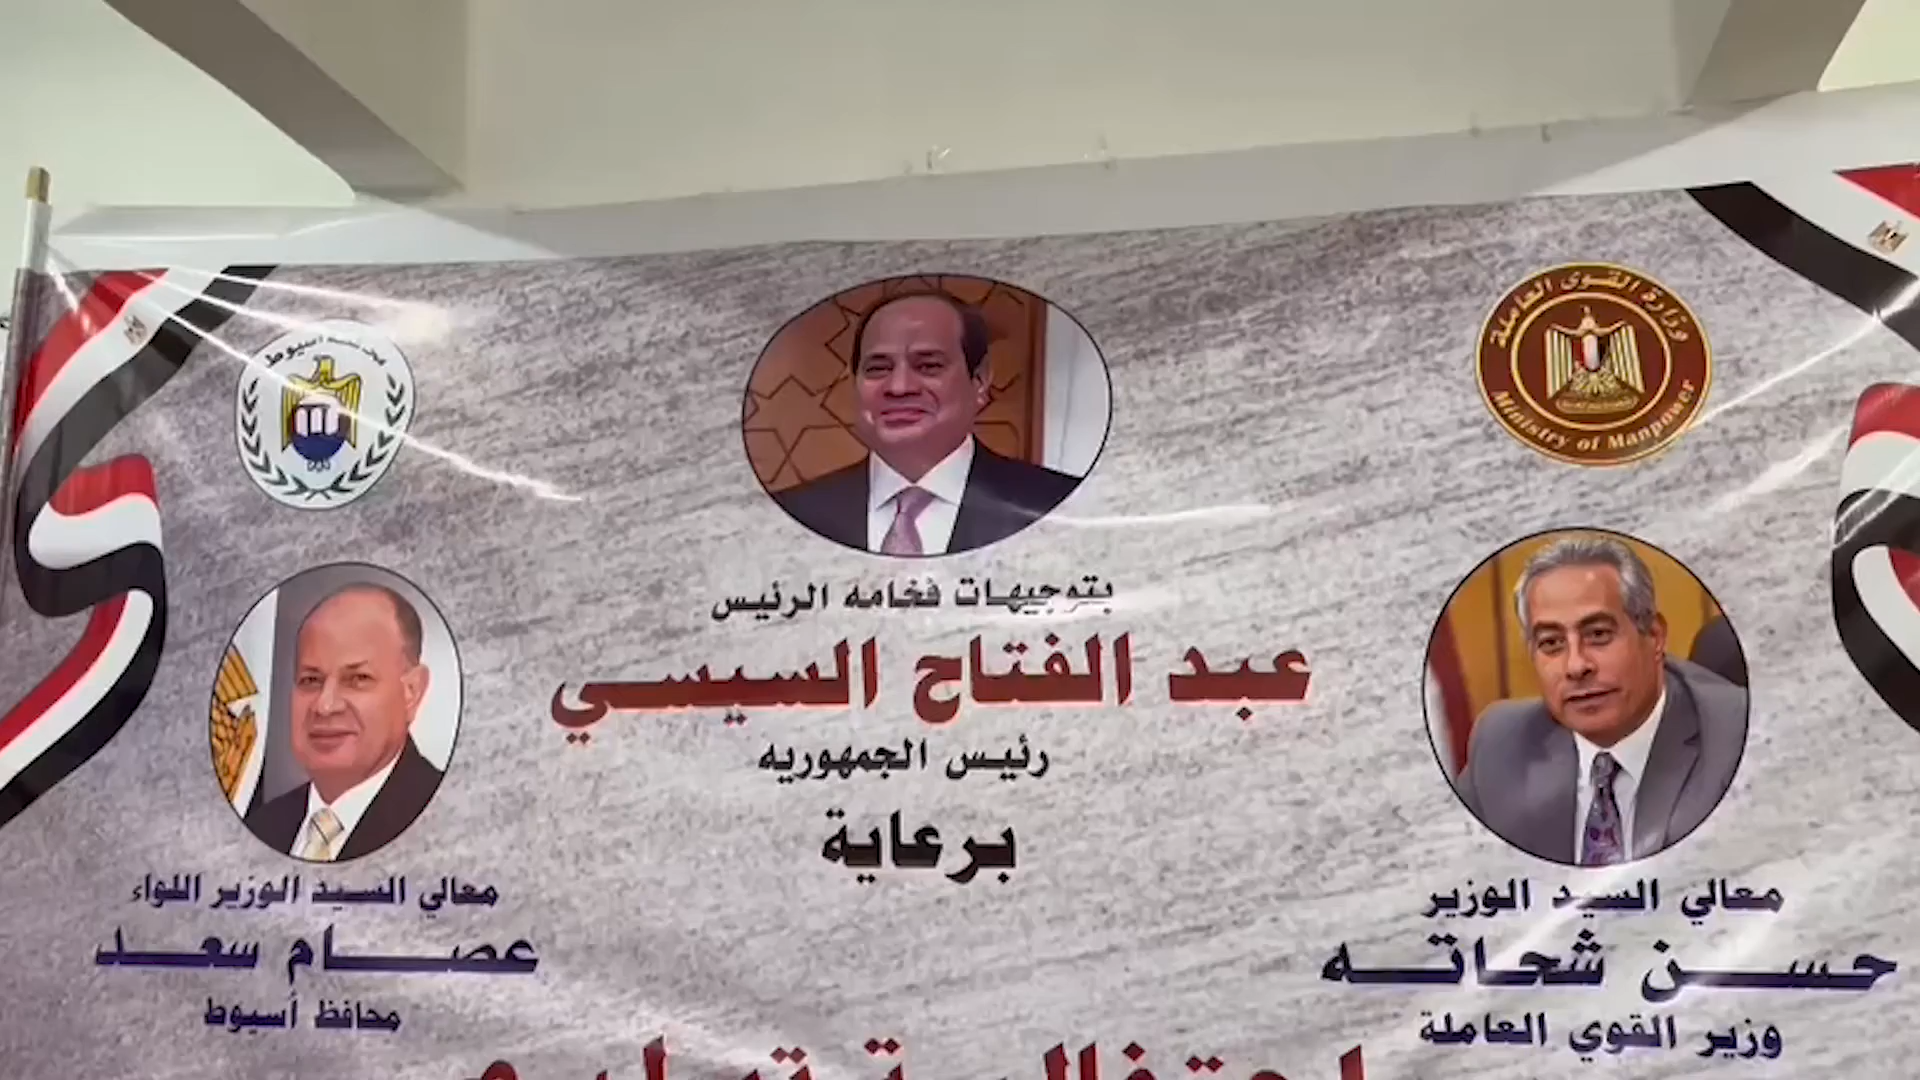 وزارة القوى العاملة
Ministry of Manpower
بتوجيهات فخامه الرئيس
عبد الفتاح السيسي
رئيس الجمهوريه
برعاية
معالي السيد الوزير
حسن شحاته
وزير القوي العاملة
معالي السيد الوزير اللواء
عصام سعد
محافظ أسيوط